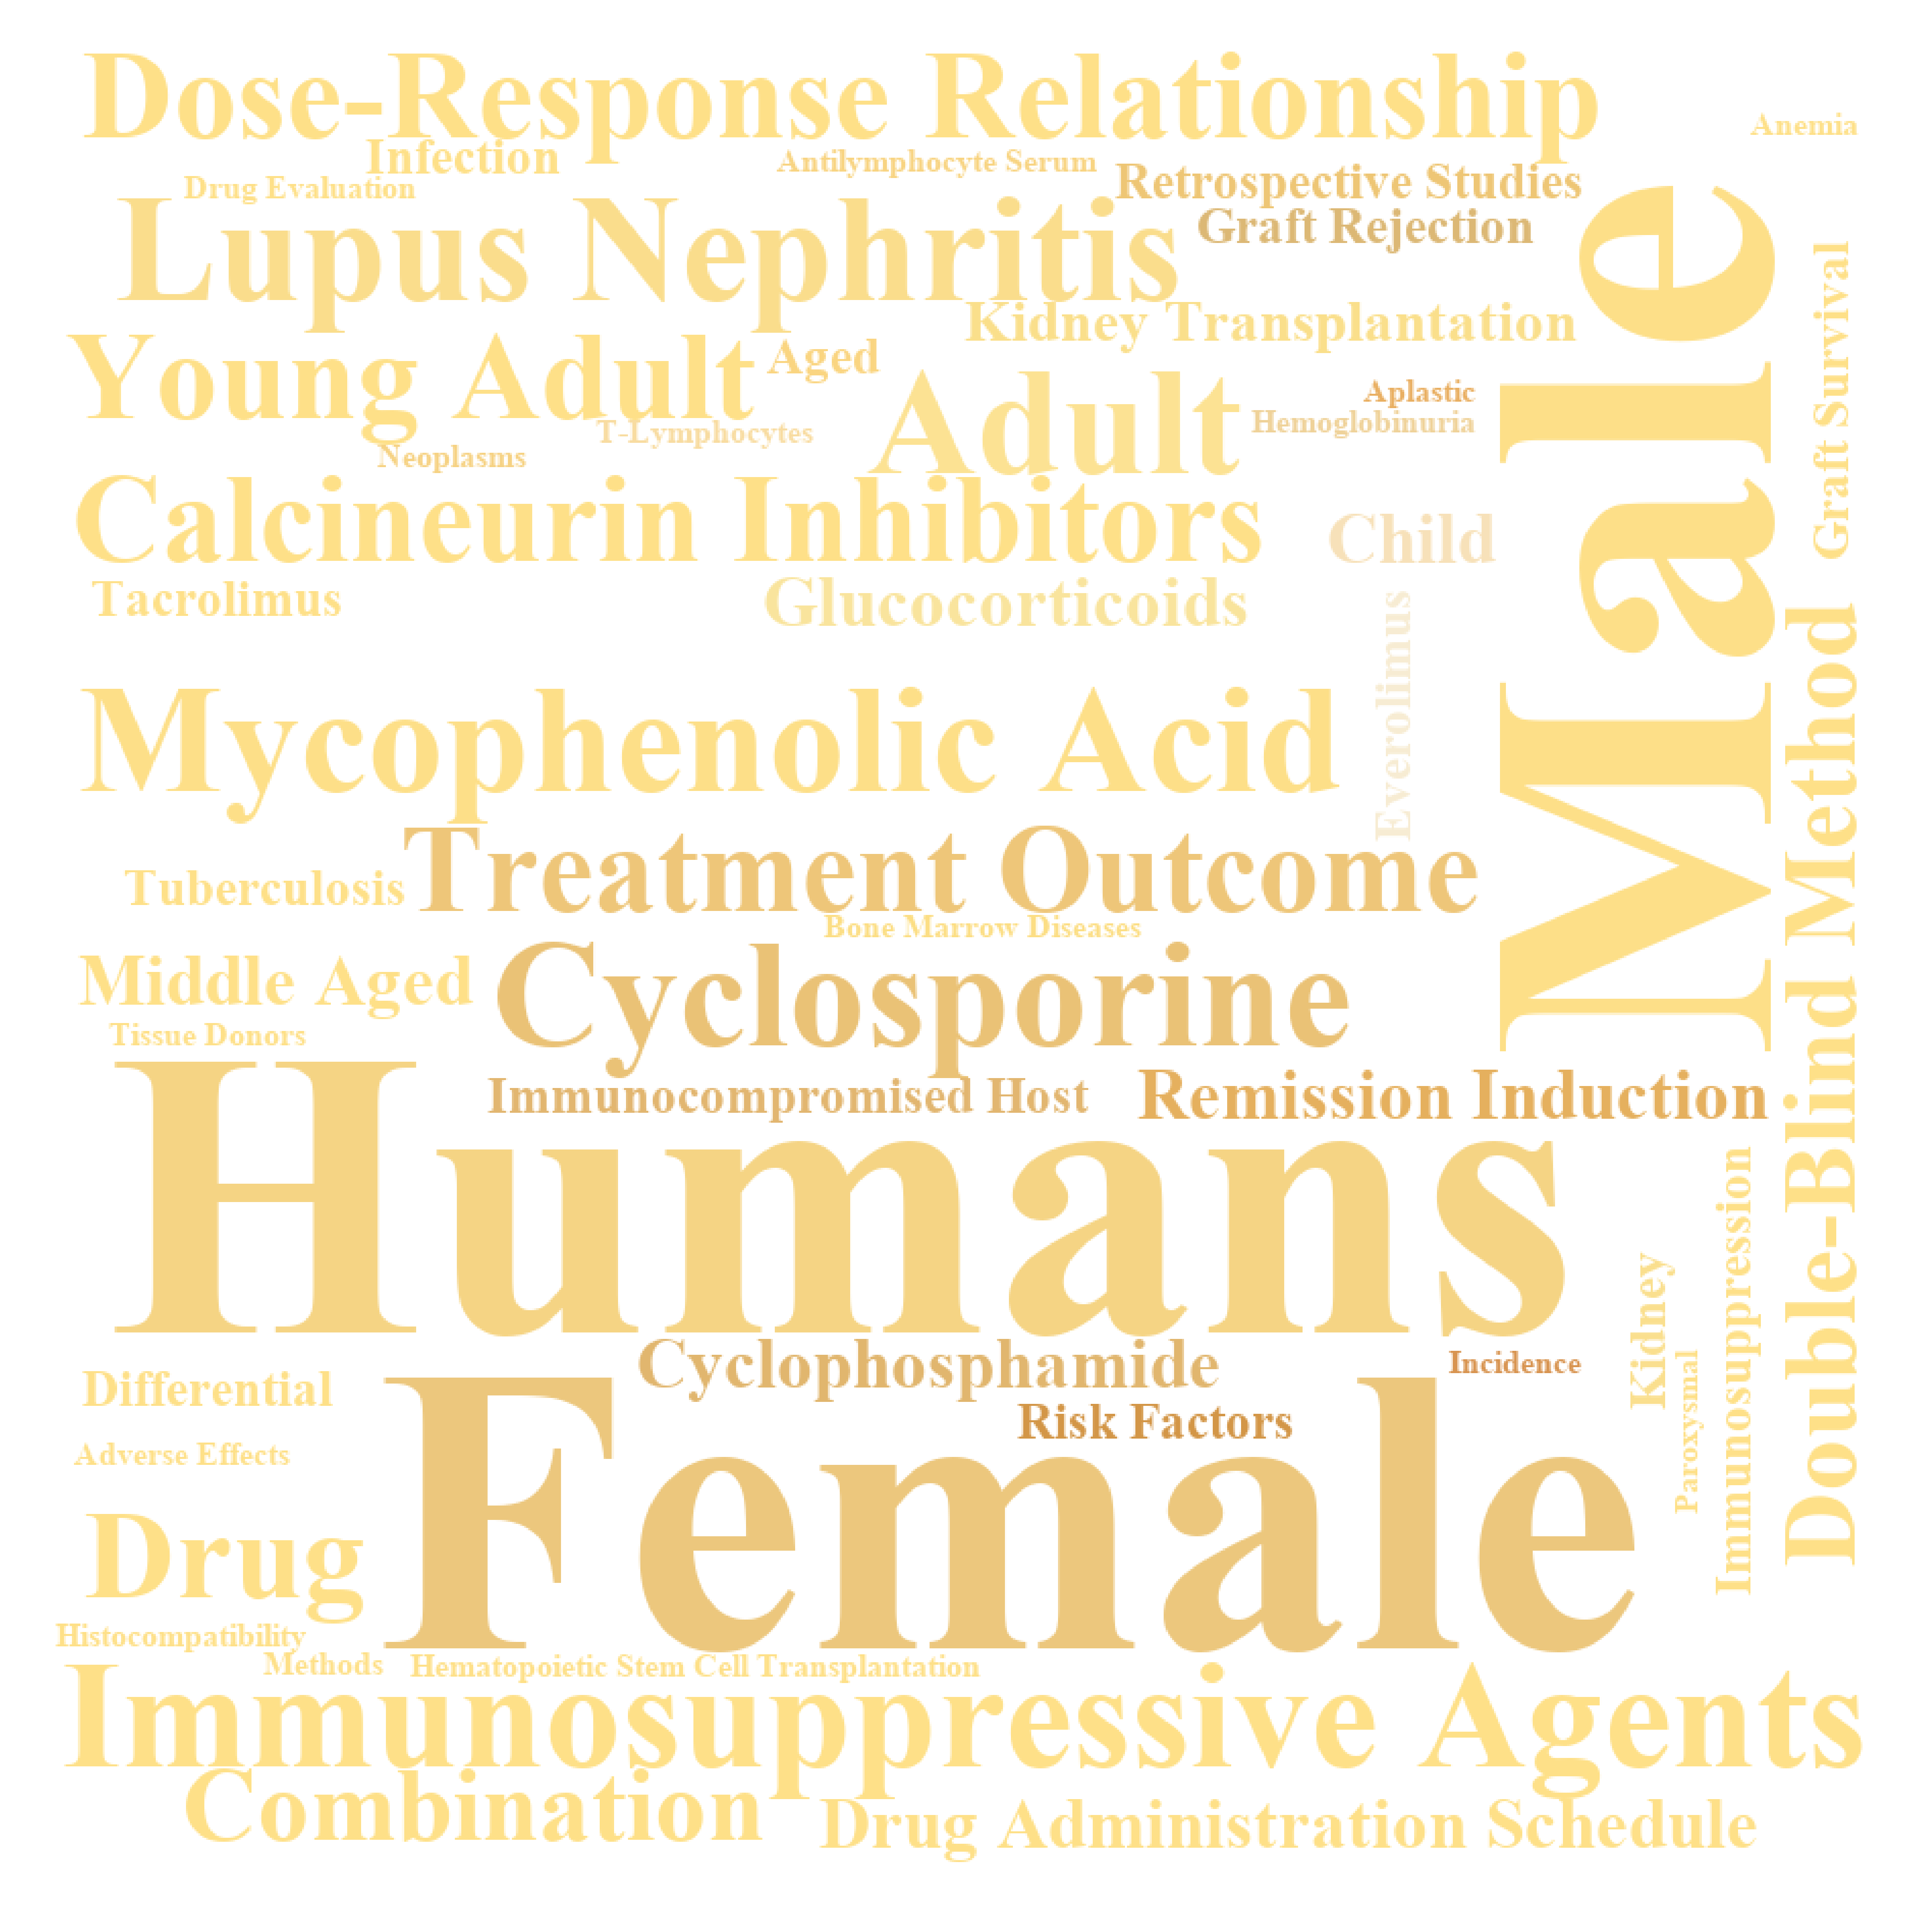 Dose-Response Relationship
Anemia
Infection
Antilymphocyte Serum
Retrospective Studies
Drug Evaluation
Lupus Nephritis
Graft Rejection
Male
Graft Survival
Kidney Transplantation
Young Adult
Aged
Adult
Aplastic
Hemoglobinuria
T-Lymphocytes
Neoplasms
Calcineurin Inhibitors
Child
Tacrolimus
Glucocorticoids
Everolimus
Double-Blind Method
Mycophenolic Acid
Treatment Outcome
Tuberculosis
Bone Marrow Diseases
Middle Aged
Cyclosporine
Tissue Donors
Immunocompromised Host
Remission Induction
Humans
Kidney
Immunosuppression
Paroxysmal
Cyclophosphamide
Incidence
Differential
Risk Factors
Female
Adverse Effects
Drug
Histocompatibility
Methods
Hematopoietic Stem Cell Transplantation
Immunosuppressive Agents
Combination
Drug Administration Schedule